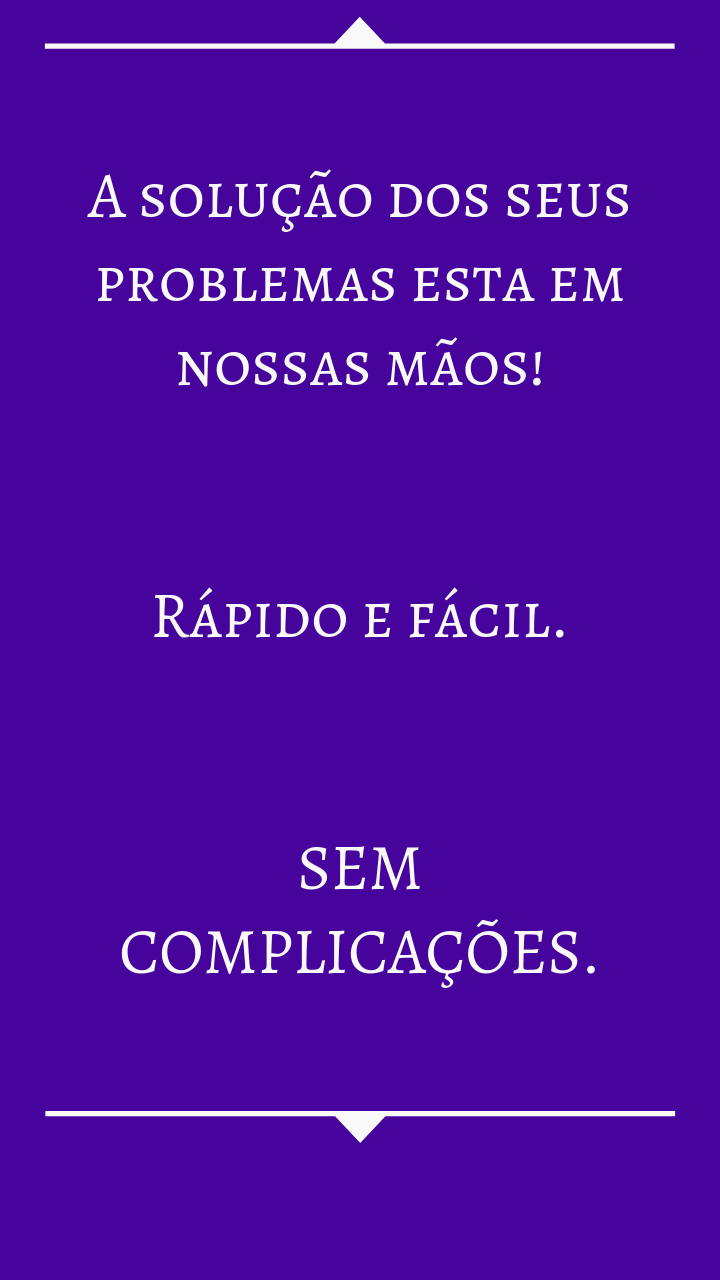 A solução dos seus
problemas esta em
nossas mãos!
Rápido e fácil.
SEM
COMPLICAÇÕES.